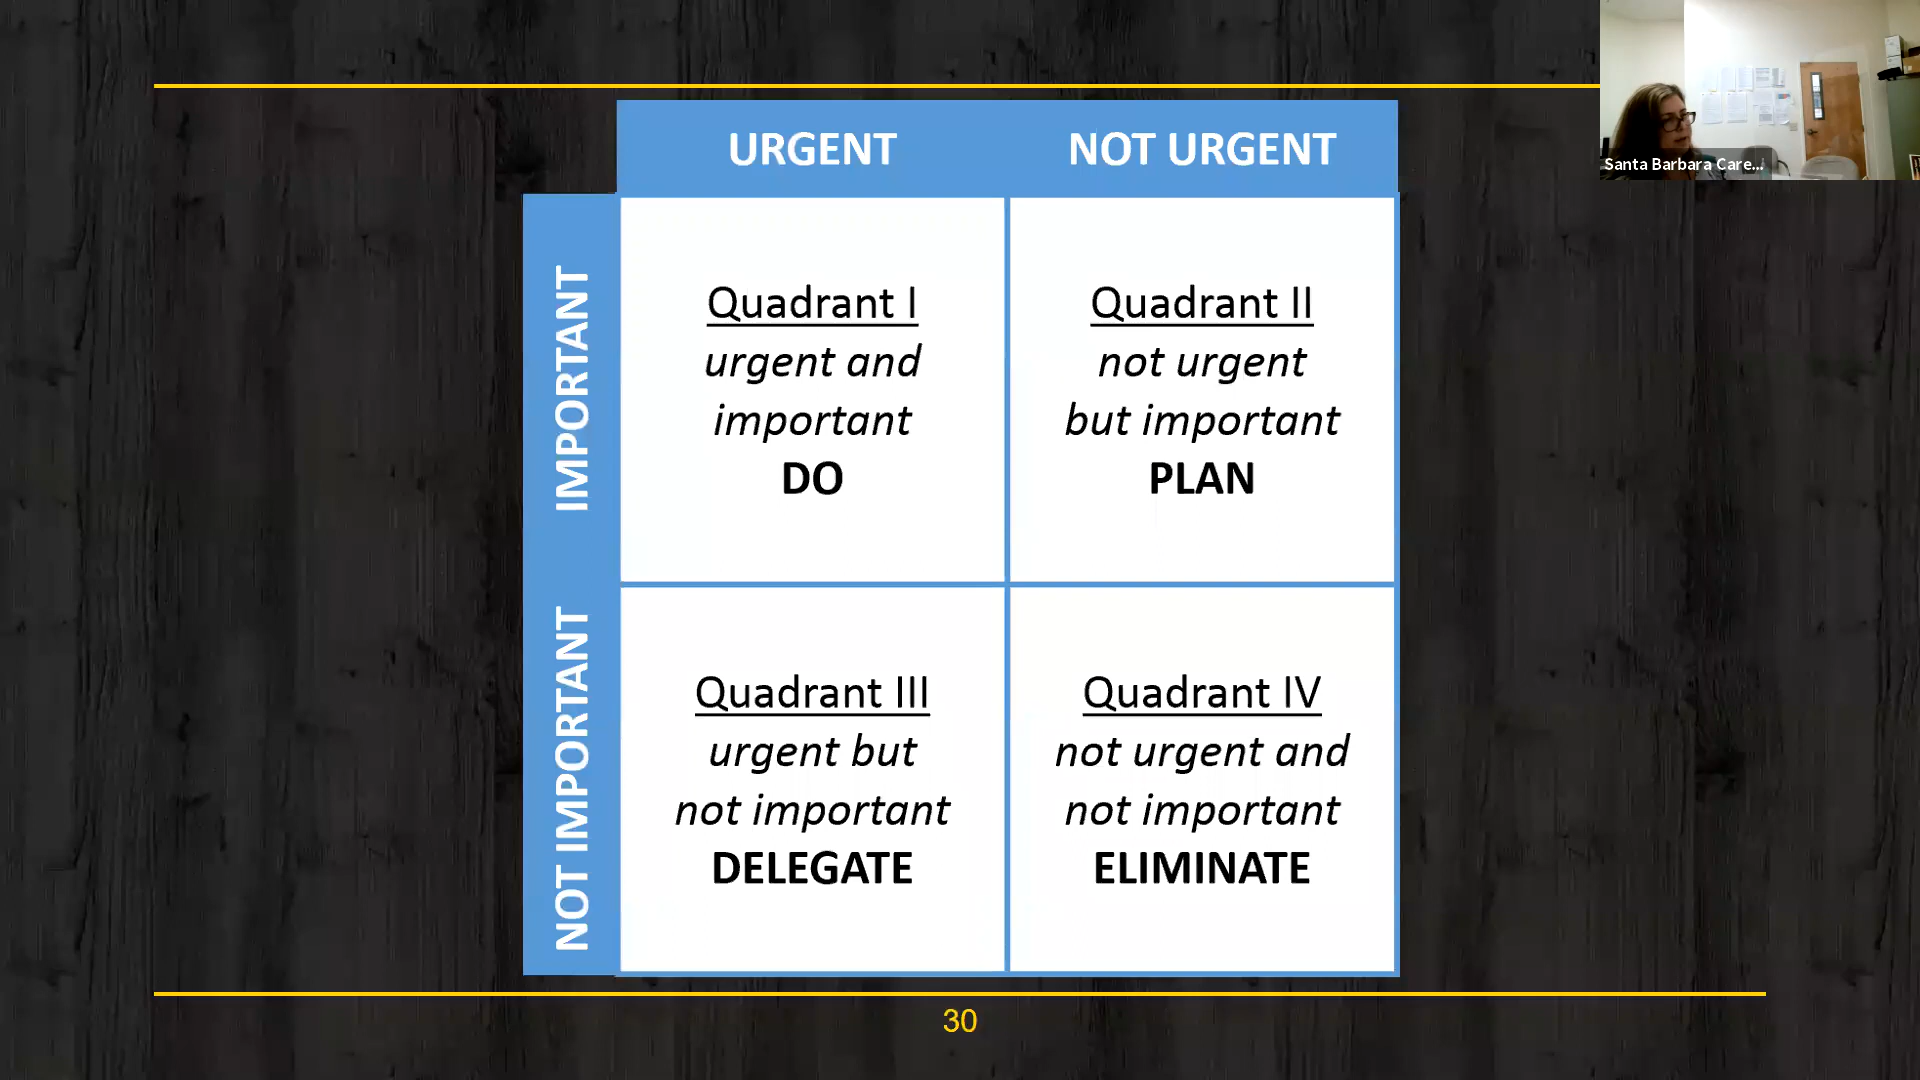 URGENT
NOT URGENT
IMPORTANT
Quadrant I
urgent and
important
DO
Quadrant II
not urgent
but important
PLAN
NOT IMPORTANT
Quadrant III
urgent but
not important
DELEGATE
Quadrant IV
not urgent and
not important
ELIMINATE
30
Santa Barbara Care...